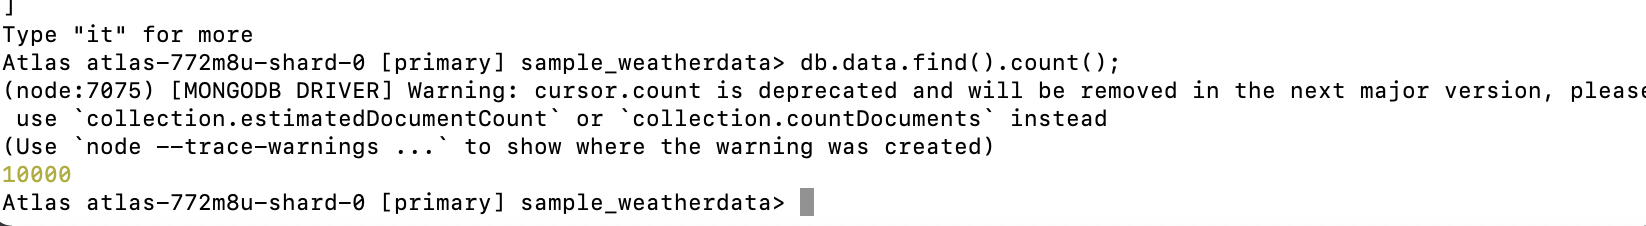 ]
Type "it" for more
Atlas atlas-772m8u-shard-0 [primary] sample_weatherdata> db.data.find().count();
(node:7075) [MONGODB DRIVER] Warning: cursor.count is deprecated and will be removed in the next major version, please
 use `collection.estimatedDocumentCount` or `collection.countDocuments` instead
(Use `node --trace-warnings ...` to show where the warning was created)
10000
Atlas atlas-772m8u-shard-0 [primary] sample_weatherdata>